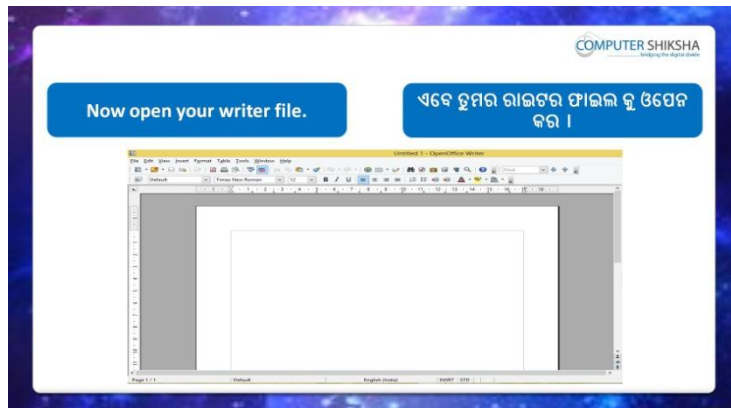 COMPUTER SHIKSHA
bridging the digital divide
Now open your writer file.
ଏବେ ତୁମର ରାଇଟର ଫାଇଲ କୁ ଓପେନ
କର ।
Untitled 1 - OpenOffice Writer
File Edit View Insert Format Table Tools Window Help
Find
Default Times New Roman 12 B I U
Page 1 / 1 Default English (India) INSRT STD